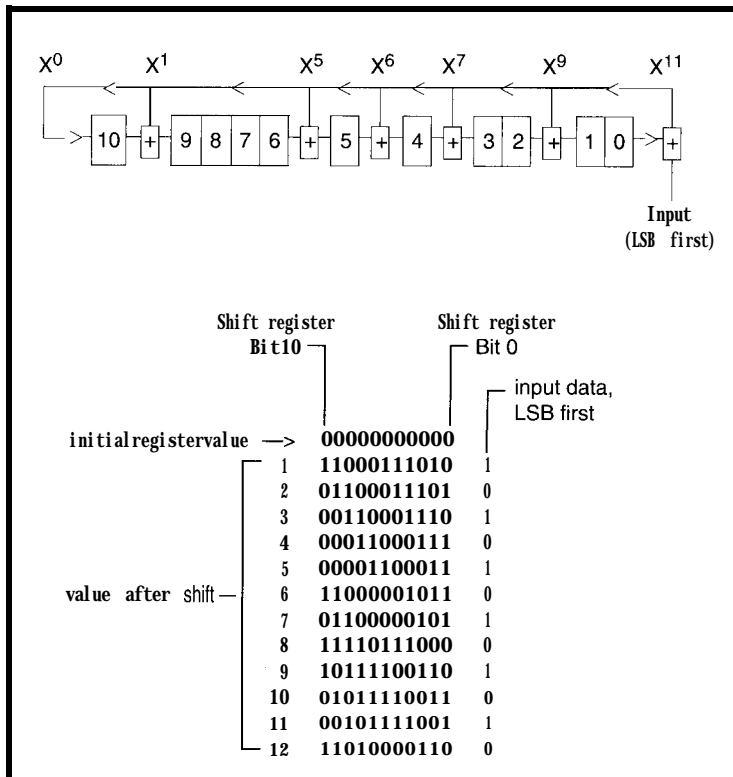 X0 X1 X5 X6 X7 X9 X11
10 + 9 8 7 6 + 5 + 4 + 3 2 + 1 0 +
Input
(LSB first)
Shift register
Bit10
Shift register
Bit 0
input data,
LSB first
initial register value —> 00000000000
1 11000111010 1
2 01100011101 0
3 00110001110 1
4 00011000111 0
5 00001100011 1
value after shift
6 11000001011 0
7 01100000101 1
8 11110111000 0
9 10111100110 1
10 01011110011 0
11 00101111001 1
12 11010000110 0